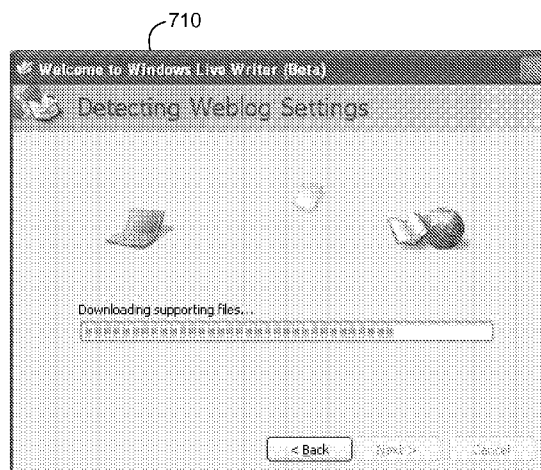 710
Welcome to Windows Live Writer (Beta)
Detecting Weblog Settings
Downloading supporting files...
< Back Next > Cancel